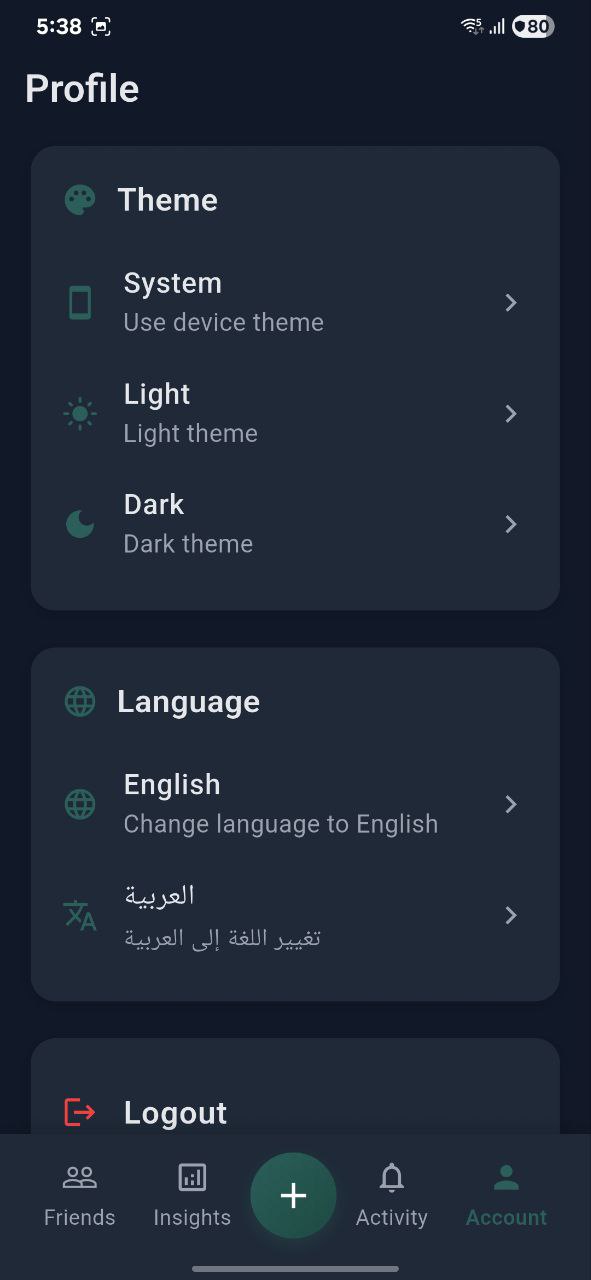 5:38
5
80
Profile
Theme
System
Use device theme
Light
Light theme
Dark
Dark theme
Language
English
Change language to English
العربية
تغيير اللغة إلى العربية
Logout
Friends
Insights
Activity
Account